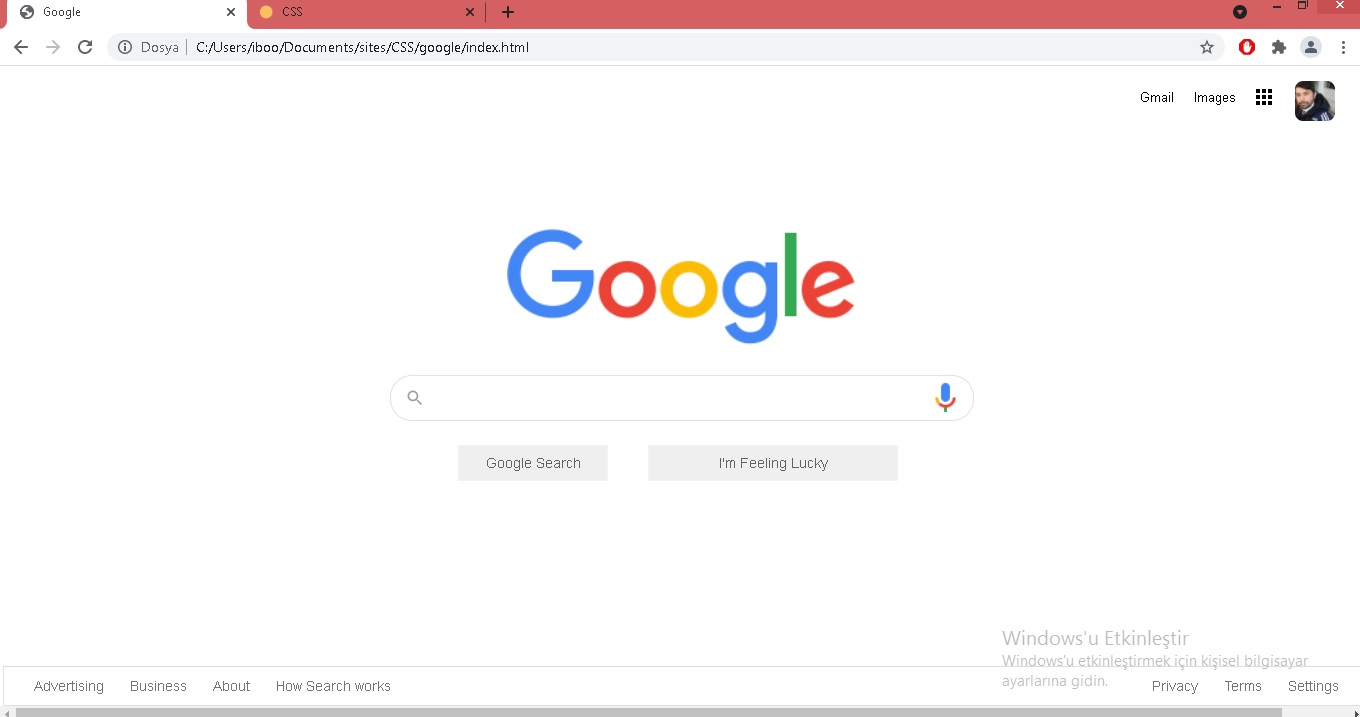 Google
CSS
Dosya
C:/Users/iboo/Documents/sites/CSS/google/index.html
Gmail Images
Google
Google Search I'm Feeling Lucky
Windows'u Etkinleştir
Windows'u etkinleştirmek için kişisel bilgisayar
ayarlarına gidin.
Advertising Business About How Search works Privacy Terms Settings